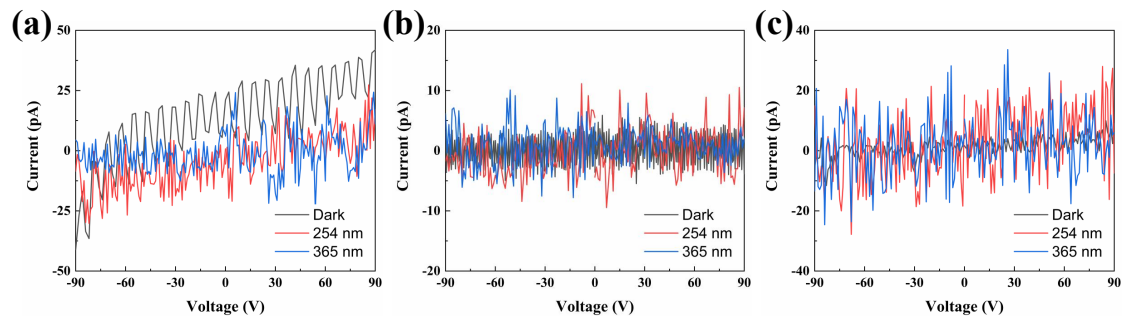 (a)
50
25
0
-25
-50
Current (pA)
-90 -60 -30 0 30 60 90
Voltage (V)
Dark
254 nm
365 nm
(b)
20
10
0
-10
-20
Current (pA)
-90 -60 -30 0 30 60 90
Voltage (V)
Dark
254 nm
365 nm
(c)
40
20
0
-20
-40
Current (pA)
-90 -60 -30 0 30 60 90
Voltage (V)
Dark
254 nm
365 nm